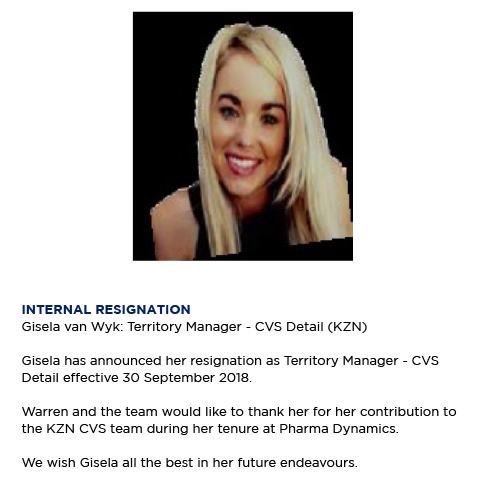 INTERNAL RESIGNATION
Gisela van Wyk: Territory Manager - CVS Detail (KZN)
Gisela has announced her resignation as Territory Manager - CVS
Detail effective 30 September 2018.
Warren and the team would like to thank her for her contribution to
the KZN CVS team during her tenure at Pharma Dynamics.
We wish Gisela all the best in her future endeavours.